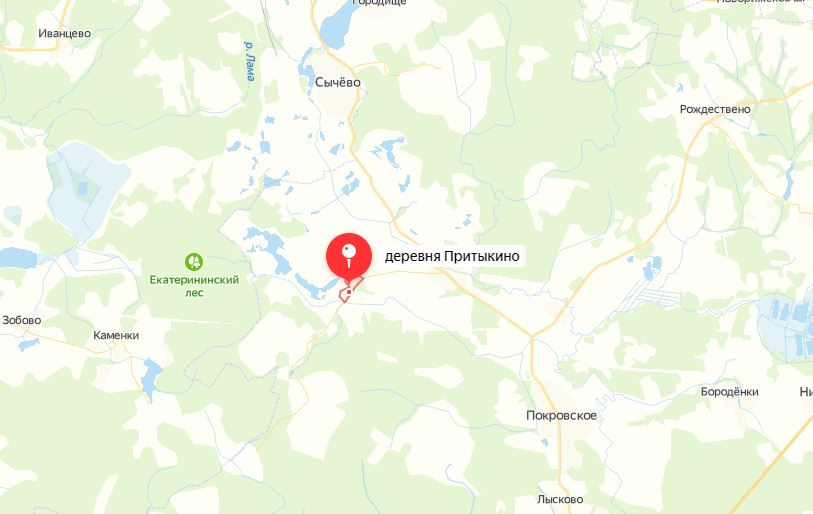 Городище
Новорижское ш.
Иванцево
р. Лама
Сычёво
Рождествено
деревня Притыкино
Екатерининский
лес
Зобово
Каменки
Бородёнки
Покровское
Лысково